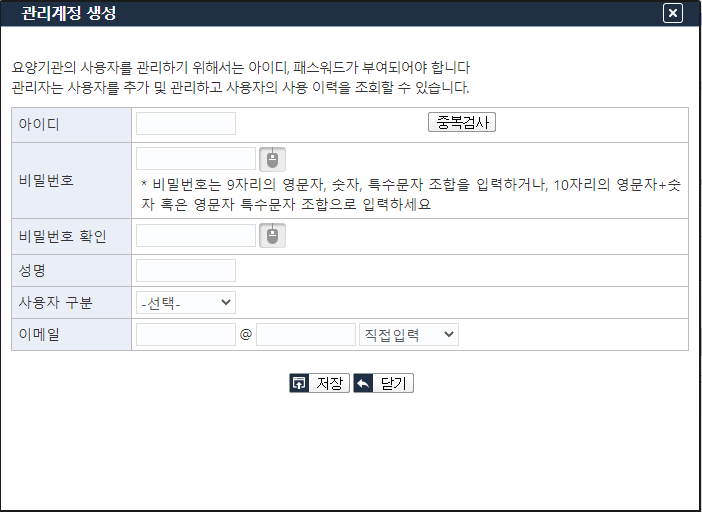 관리계정 생성
요양기관의 사용자를 관리하기 위해서는 아이디, 패스워드가 부여되어야 합니다
관리자는 사용자를 추가 및 관리하고 사용자의 사용 이력을 조회할 수 있습니다.
아이디 중복검사
비밀번호
* 비밀번호는 9자리의 영문자, 숫자, 특수문자 조합을 입력하거나, 10자리의 영문자+숫
자 혹은 영문자 특수문자 조합으로 입력하세요
비밀번호 확인
성명
사용자 구분 -선택-
이메일 @ 직접입력
저장 닫기